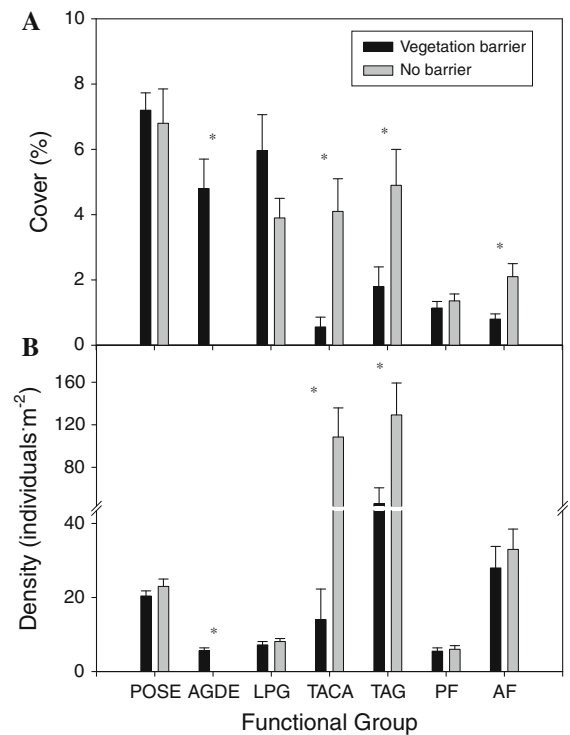 A
10
8
6
4
2
0
Cover (%)
Vegetation barrier
No barrier
*
*
*
*
B
160
120
80
40
20
0
Density (individuals·m-2)
*
*
*
POSE AGDE LPG TACA TAG PF AF
Functional Group